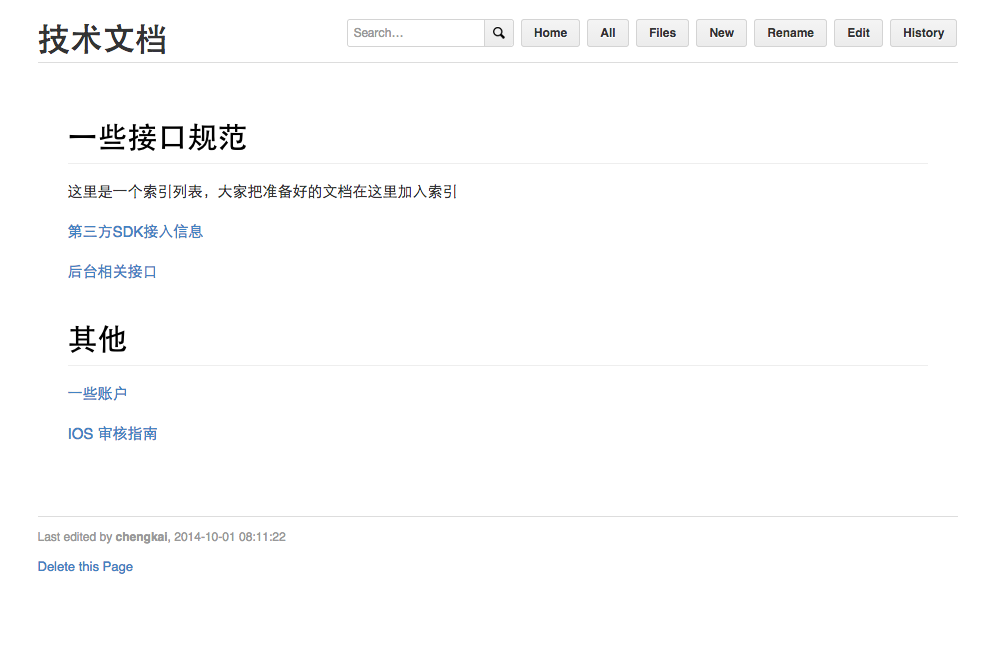 技术文档
Search...
Home
All
Files
New
Rename
Edit
History
一些接口规范
这里是一个索引列表，大家把准备好的文档在这里加入索引
第三方SDK接入信息
后台相关接口
其他
一些账户
IOS 审核指南
Last edited by chengkai, 2014-10-01 08:11:22
Delete this Page